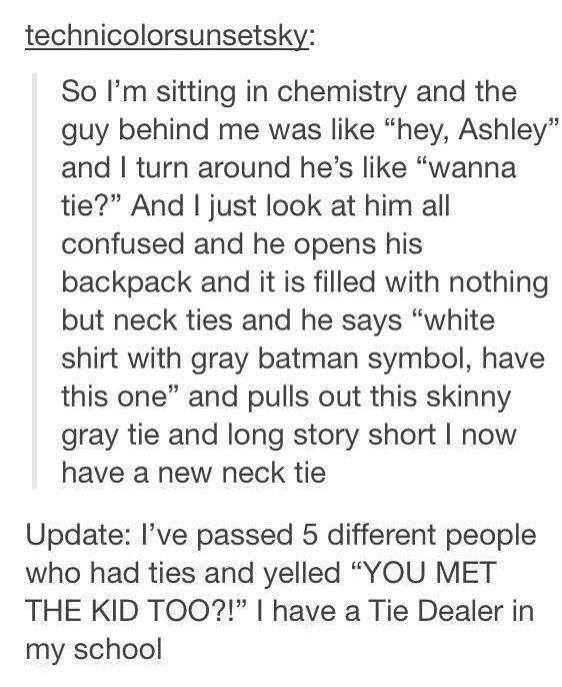 technicolorsunsetsky:
So I’m sitting in chemistry and the
guy behind me was like “hey, Ashley”
and I turn around he’s like “wanna
tie?” And I just look at him all
confused and he opens his
backpack and it is filled with nothing
but neck ties and he says “white
shirt with gray batman symbol, have
this one” and pulls out this skinny
gray tie and long story short I now
have a new neck tie
Update: I’ve passed 5 different people
who had ties and yelled “YOU MET
THE KID TOO?!” I have a Tie Dealer in
my school